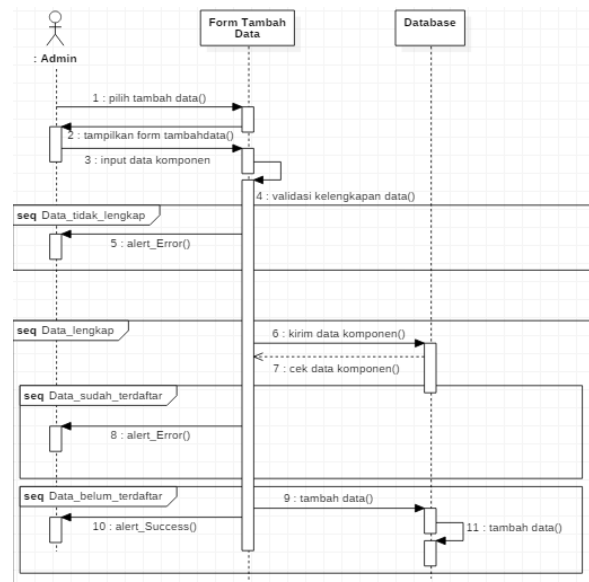 Form Tambah
Data
Database
: Admin
1 : pilih tambah data()
2 : tampilkan form tambahdata()
3 : input data komponen
4 : validasi kelengkapan data()
seq Data_tidak_lengkap
5 : alert_Error()
seq Data_lengkap
6 : kirim data komponen()
7 : cek data komponen()
seq Data_sudah_terdaftar
8 : alert_Error()
seq Data_belum_terdaftar
9 : tambah data()
10 : alert_Success()
11 : tambah data()